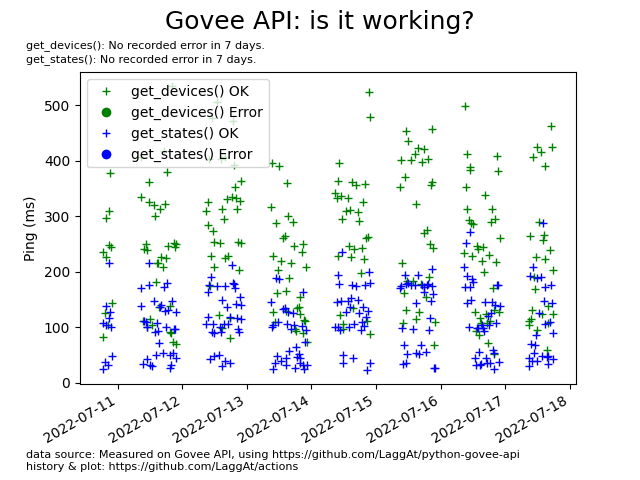 Govee API: is it working?
get_devices(): No recorded error in 7 days.
get_states(): No recorded error in 7 days.
get_devices() OK
get_devices() Error
get_states() OK
get_states() Error
Ping (ms)
500
400
300
200
100
0
2022-07-11
2022-07-12
2022-07-13
2022-07-14
2022-07-15
2022-07-16
2022-07-17
2022-07-18
data source: Measured on Govee API, using https://github.com/LaggAt/python-govee-api
history & plot: https://github.com/LaggAt/actions